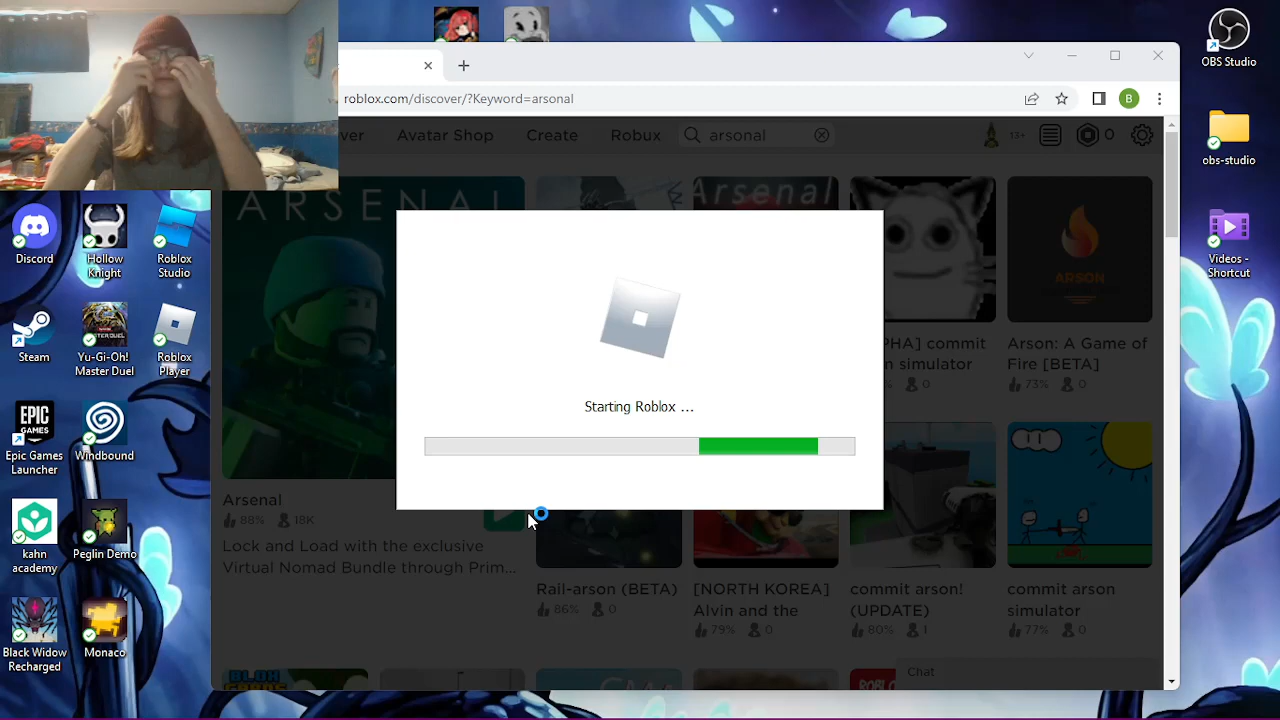 OBS Studio
obs-studio
Videos -
Shortcut
Discord
Hollow
Knight
Roblox
Studio
Steam
Yu-Gi-Oh!
Master Duel
Roblox
Player
EPIC
GAMES
Epic Games
Launcher
Windbound
kahn
academy
Peglin Demo
Black Widow
Recharged
Monaco
roblox.com/discover/?Keyword=arsonal
B
Avatar Shop
Create
Robux
arsonal
13+
0
ARSENAL
Arsenal
ARSON
Starting Roblox ...
Arsenal
88% 18K
Lock and Load with the exclusive
Virtual Nomad Bundle through Prim...
commit
simulator
0
Arson: A Game of
Fire [BETA]
73% 0
Rail-arson (BETA)
86% 0
[NORTH KOREA]
Alvin and the
79% 0
commit arson!
(UPDATE)
80% 1
commit arson
simulator
77% 0
Chat